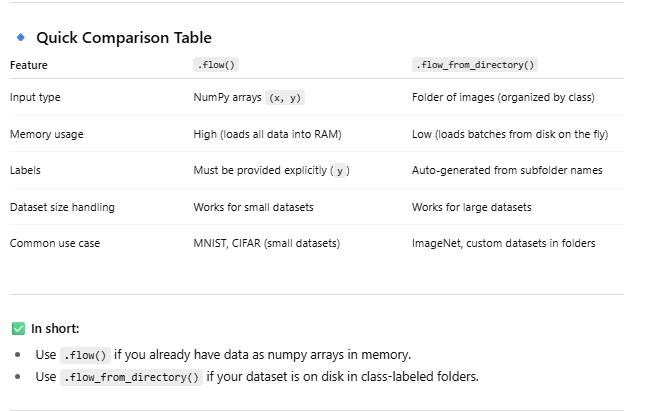 Quick Comparison Table
Feature .flow() .flow_from_directory()
Input type NumPy arrays (x, y) Folder of images (organized by class)
Memory usage High (loads all data into RAM) Low (loads batches from disk on the fly)
Labels Must be provided explicitly (y) Auto-generated from subfolder names
Dataset size handling Works for small datasets Works for large datasets
Common use case MNIST, CIFAR (small datasets) ImageNet, custom datasets in folders
In short:
Use .flow() if you already have data as numpy arrays in memory.
Use .flow_from_directory() if your dataset is on disk in class-labeled folders.